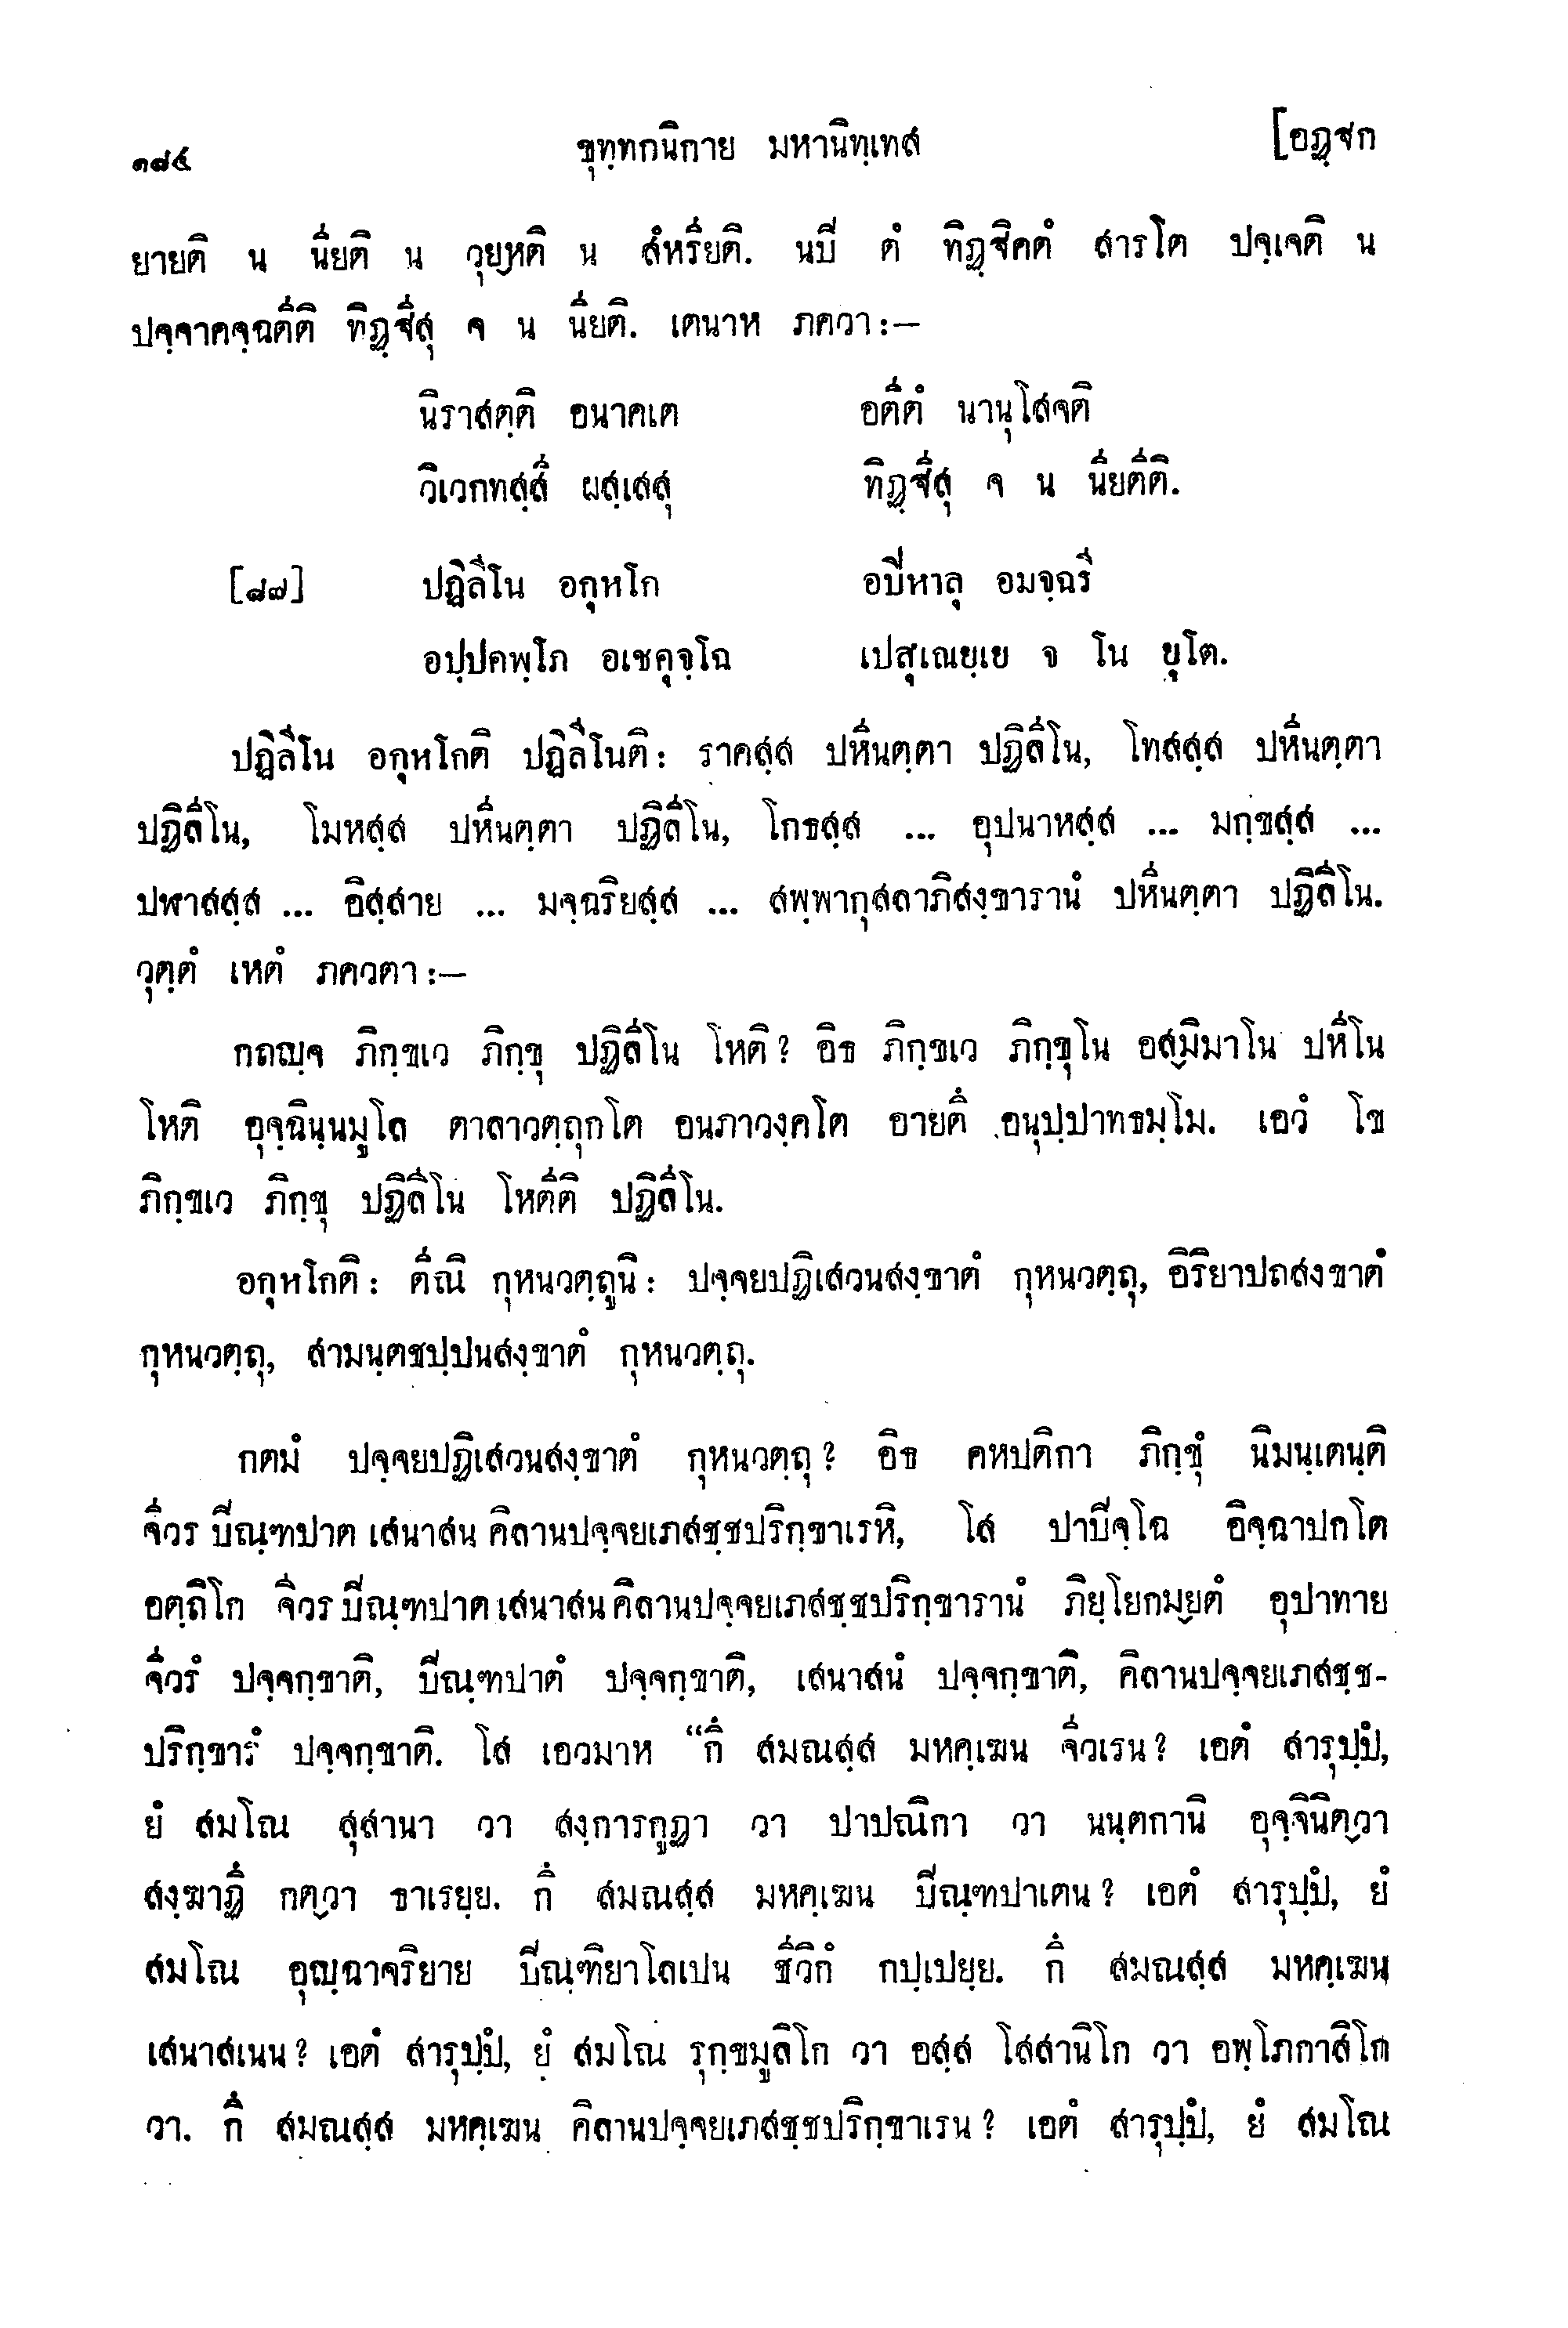 ๑๘๔ ขุทฺทกนิกาย มหานิทฺเทส [อฏฺฐก
ยายติ น นียติ น วุยฺหติ น สํหรียติ. นปิ ตํ ทิฏฺฐิคตํ สารโต ปจฺเจติ น
ปจฺจาคจฺฉตีติ ทิฏฺฐีสุ จ น นียติ. เตนาห ภควา :—
นิราสตฺติ อนาคเต อตีตํ นานุโสจติ
วิเวกทสฺสี ผสฺเสสุ ทิฏฺฐีสุ จ น นียตีติ.
[๘๗] ปฏิลีโน อกุหโก อปิหาลุ อมจฺฉรี
อปฺปคพฺโภ อเชคุจฺโฉ เปสุเณยฺเย จ โน ยุโต.
ปฏิลีโน อกุหโกติ ปฏิลีโนติ : ราคสฺส ปหีนตฺตา ปฏิลีโน, โทสสฺส ปหีนตฺตา
ปฏิลีโน, โมหสฺส ปหีนตฺตา ปฏิลีโน, โกธสฺส ... อุปนาหสฺส ... มกฺขสฺส ...
ปฬาสสฺส ... อิสฺสาย ... มจฺฉริยสฺส ... สพฺพากุสลาภิสงฺขารานํ ปหีนตฺตา ปฏิลีโน.
วุตฺตํ เหตํ ภควตา :—
กถญฺจ ภิกฺขเว ภิกฺขุ ปฏิลีโน โหติ ? อิธ ภิกฺขเว ภิกฺขุโน อสฺมิมาโน ปหีโน
โหติ อุจฺฉินฺนมูโล ตาลาวตฺถุกโต อนภาวงฺคโต อายตึ อนุปฺปาทธมฺโม. เอวํ โข
ภิกฺขเว ภิกฺขุ ปฏิลีโน โหตีติ ปฏิลีโน.
อกุหโกติ : ตีณิ กุหนวตฺถูนิ : ปจฺจยปฏิเสวนสงฺขาตํ กุหนวตฺถุ, อิริยาปถสงฺขาตํ
กุหนวตฺถุ, สามนฺตชปฺปนสงฺขาตํ กุหนวตฺถุ.
กตมํ ปจฺจยปฏิเสวนสงฺขาตํ กุหนวตฺถุ ? อิธ คหปติกา ภิกฺขุํ นิมนฺเตนฺติ
จีวร ปิณฺฑปาต เสนาสน คิลานปจฺจยเภสชฺชปริกฺขาเรหิ, โส ปาปิจฺโฉ อิจฺฉาปกโต
อตฺถิโก จีวร ปิณฺฑปาต เสนาสน คิลานปจฺจยเภสชฺชปริกฺขารานํ ภิยฺโยกมฺยตํ อุปาทาย
จีวรํ ปจฺจกฺขาติ, ปิณฺฑปาตํ ปจฺจกฺขาติ, เสนาสนํ ปจฺจกฺขาติ, คิลานปจฺจยเภสชฺช-
ปริกฺขารํ ปจฺจกฺขาติ. โส เอวมาห “กึ สมณสฺส มหคฺเฆน จีวเรน ? เอตํ สารุปฺปํ,
ยํ สมโณ สุสานา วา สงฺการกูฏา วา ปาปณิกา วา นนฺตกานิ อุจฺจินิตฺวา
สงฺฆาฏึ กตฺวา ธาเรยฺย. กึ สมณสฺส มหคฺเฆน ปิณฺฑปาเตน ? เอตํ สารุปฺปํ, ยํ
สมโณ อุญฺฉาจริยาย ปิณฺฑิยาโลเปน ชีวิกํ กปฺเปยฺย. กึ สมณสฺส มหคฺเฆน
เสนาสเนน ? เอตํ สารุปฺปํ, ยํ สมโณ รุกฺขมูลิโก วา อสฺส โสสานิโก วา อพฺโภกาสิโก
วา. กึ สมณสฺส มหคฺเฆน คิลานปจฺจยเภสชฺชปริกฺขาเรน ? เอตํ สารุปฺปํ, ยํ สมโณ